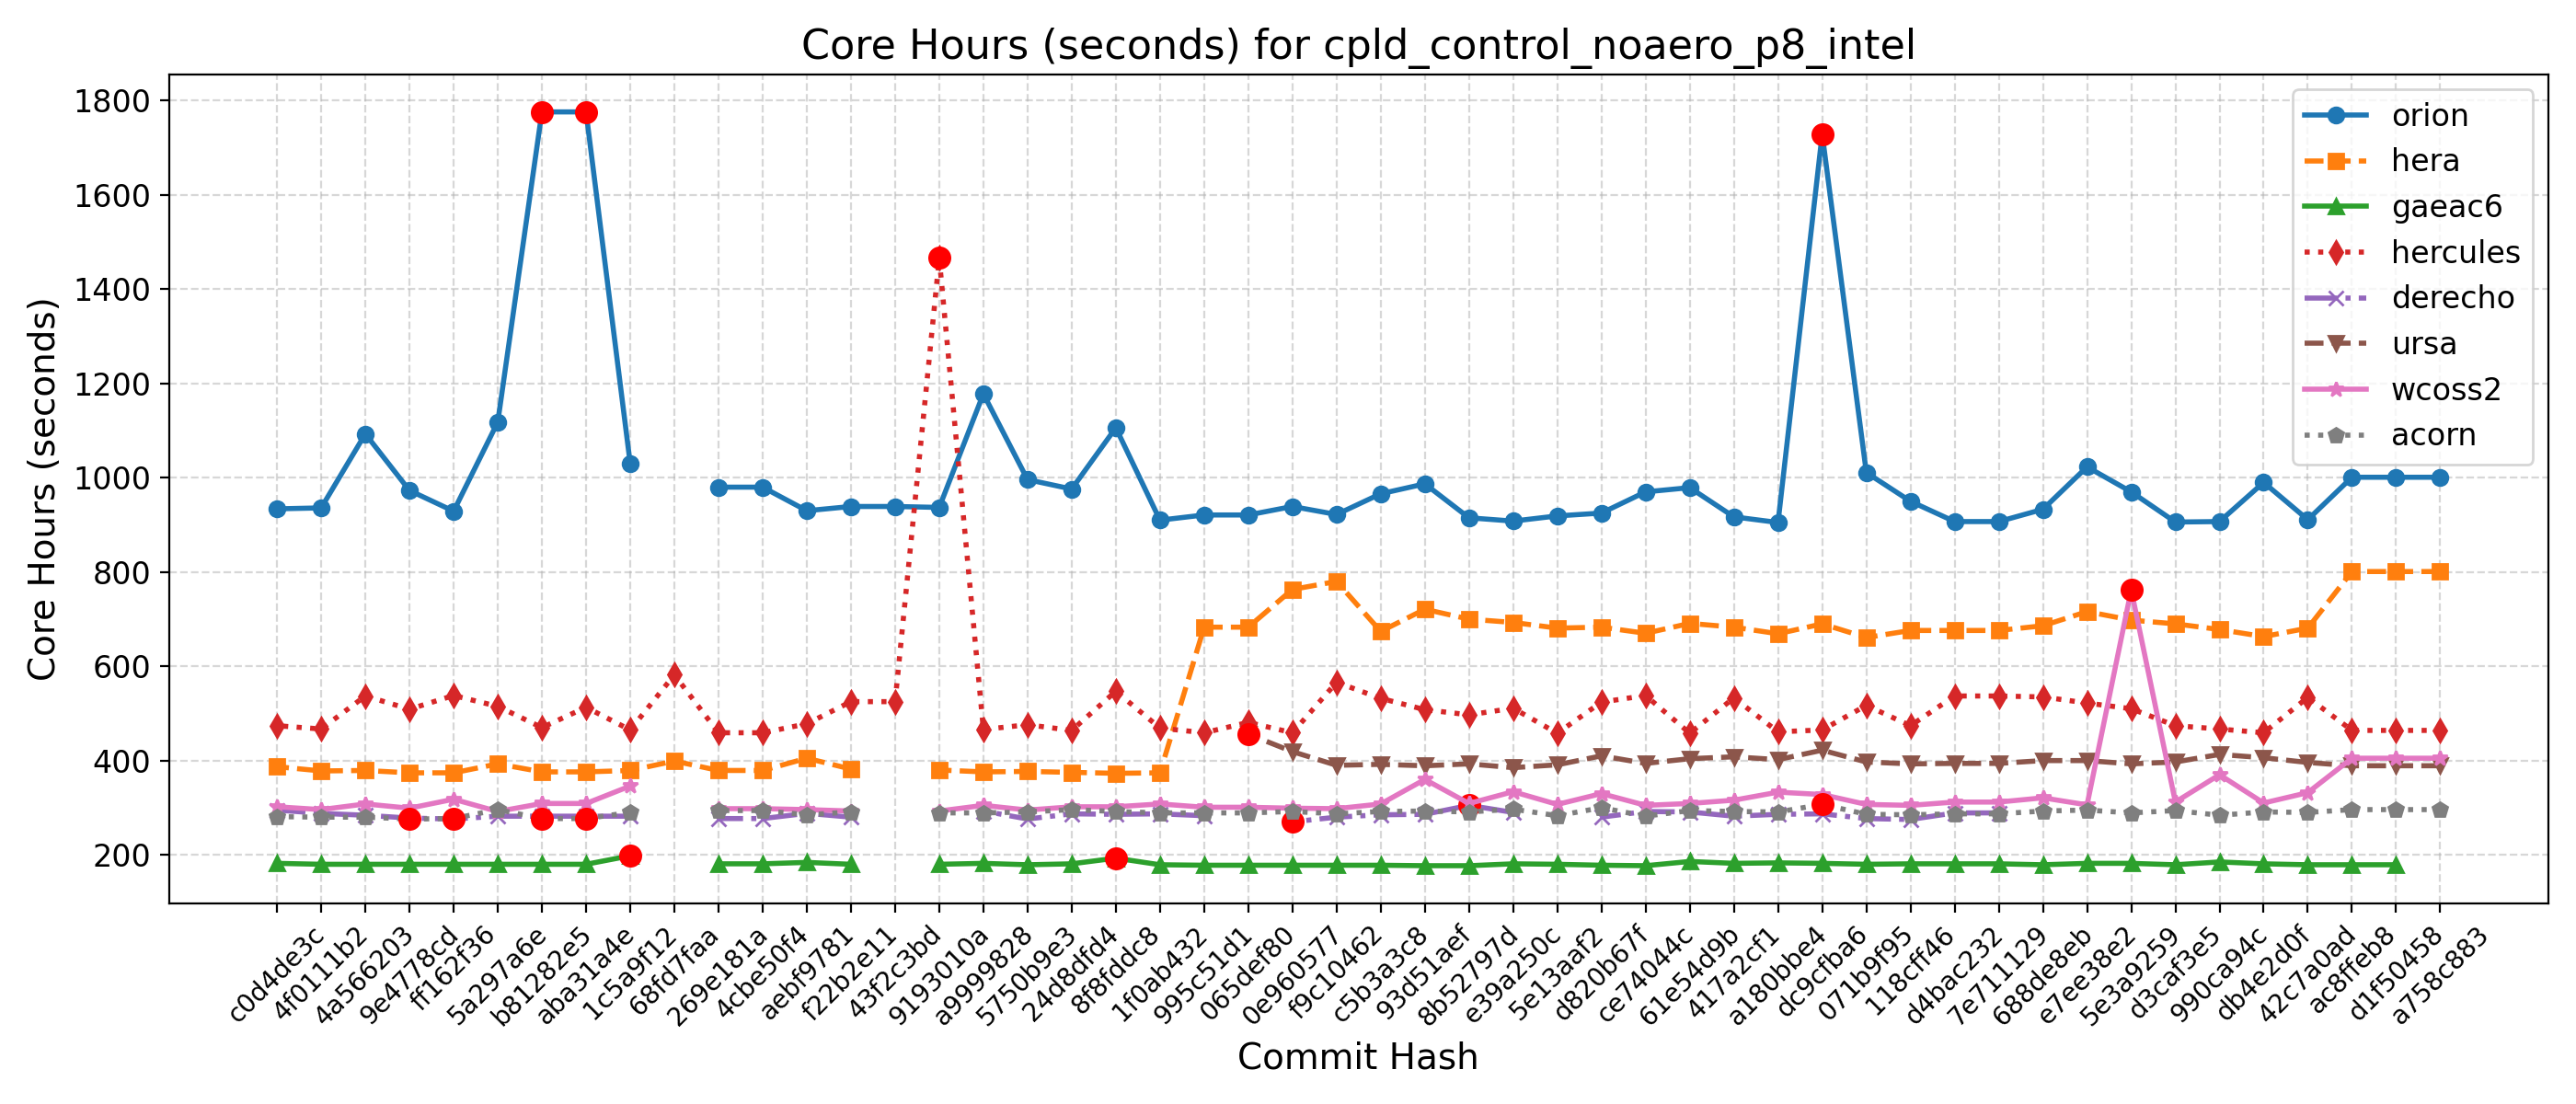 Core Hours (seconds) for cpld_control_noaero_p8_intel
Core Hours (seconds)
1800
1600
1400
1200
1000
800
600
400
200
orion
hera
gaeac6
hercules
derecho
ursa
wcoss2
acorn
c0d4de3c
4f0111b2
4a566203
9e4778cd
ff162f36
5a297a6e
b81282e5
aba31a4e
1c5a9f12
68fd7faa
269e181a
4cbe50f4
aebf9781
f22b2e11
43f2c3bd
9193010a
a9999828
5750b9e3
24d8dfd4
8f8fddc8
1f0ab432
995c51d1
065def80
0e960577
f9c10462
c5b3a3c8
93d51aef
8b52797d
e39a250c
5e13aaf2
d820b67f
ce74044c
61e54d9b
417a2cf1
a180bbe4
dc9cfba6
071b9f95
118cff46
d4bac232
7e711129
688de8eb
e7ee38e2
5e3a9259
d3caf3e5
990ca94c
db4e2d0f
42c7a0ad
ac8ffeb8
d1f50458
a758c883
Commit Hash